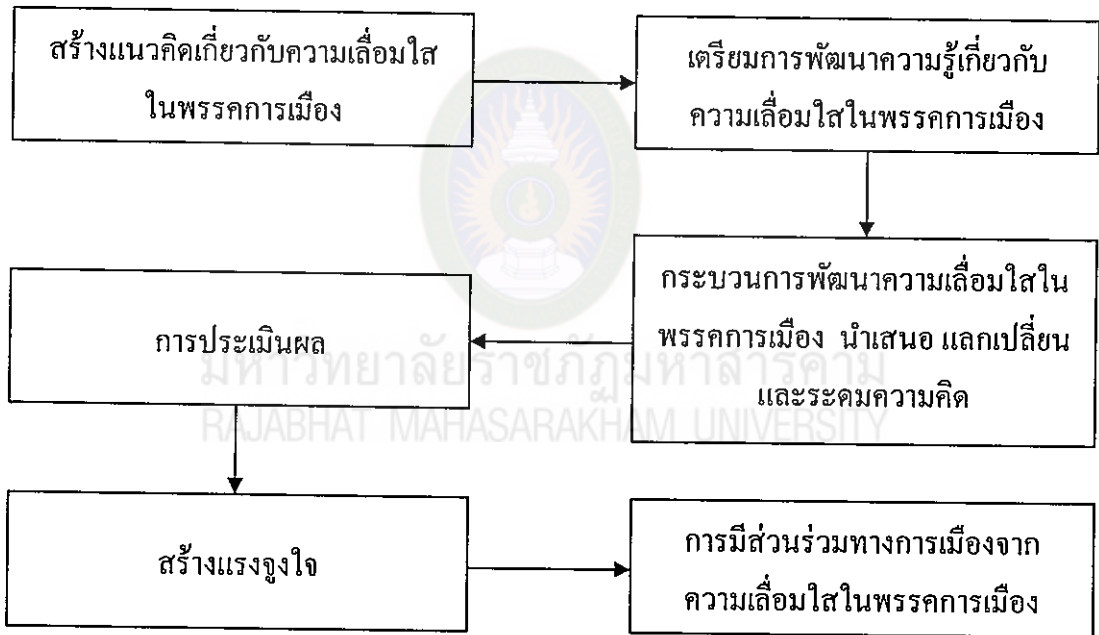 สร้างแนวคิดเกี่ยวกับความเลื่อมใส
ในพรรคการเมือง
เตรียมการพัฒนาความรู้เกี่ยวกับ
ความเลื่อมใสในพรรคการเมือง
กระบวนการพัฒนาความเลื่อมใสใน
พรรคการเมือง นำเสนอ แลกเปลี่ยน
และระดมความคิด
การประเมินผล
มหาวิทยาลัยราชภัฏมหาสารคาม
RAJABHAT MAHASARAKHAM UNIVERSITY
สร้างแรงจูงใจ
การมีส่วนร่วมทางการเมืองจาก
ความเลื่อมใสในพรรคการเมือง